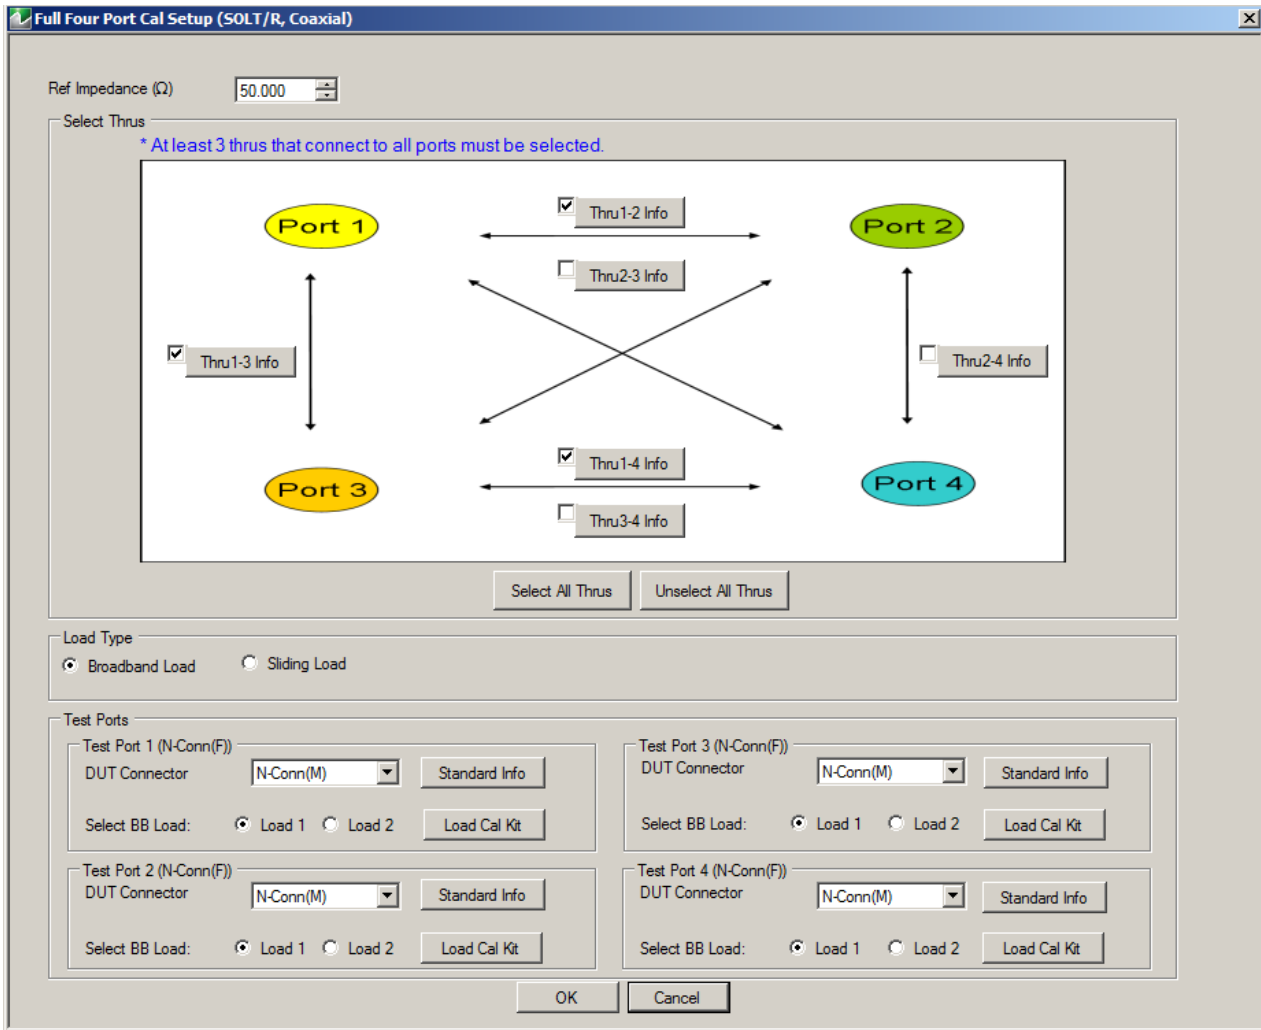 Full Four Port Cal Setup (SOLT/R, Coaxial)
Ref Impedance (Ω)
50.000
Select Thrus
* At least 3 thrus that connect to all ports must be selected.
Port 1
Thru1-2 Info
Port 2
Thru2-3 Info
Thru1-3 Info
Thru2-4 Info
Thru1-4 Info
Port 3
Port 4
Thru3-4 Info
Select All Thrus
Unselect All Thrus
Load Type
Broadband Load
Sliding Load
Test Ports
Test Port 1 (N-Conn(F))
DUT Connector
N-Conn(M)
Standard Info
Select BB Load:
Load 1
Load 2
Load Cal Kit
Test Port 3 (N-Conn(F))
DUT Connector
N-Conn(M)
Standard Info
Select BB Load:
Load 1
Load 2
Load Cal Kit
Test Port 2 (N-Conn(F))
DUT Connector
N-Conn(M)
Standard Info
Select BB Load:
Load 1
Load 2
Load Cal Kit
Test Port 4 (N-Conn(F))
DUT Connector
N-Conn(M)
Standard Info
Select BB Load:
Load 1
Load 2
Load Cal Kit
OK
Cancel